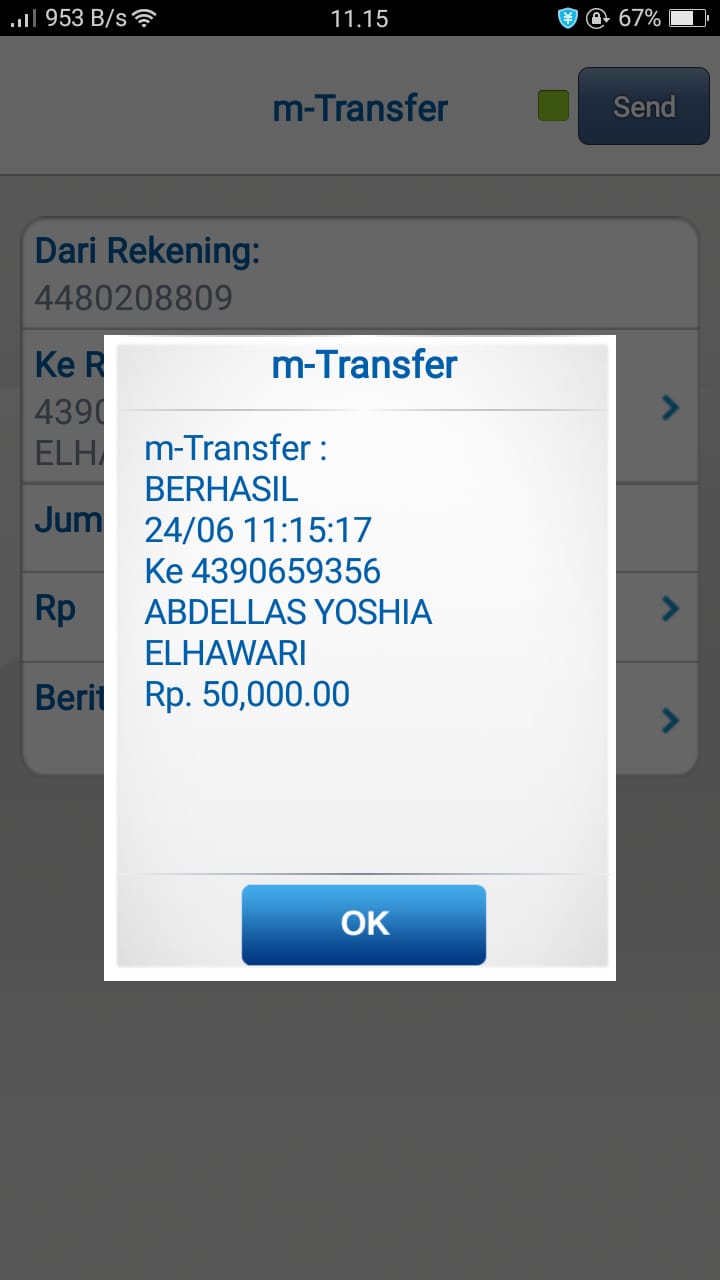 953 B/s
11.15
67%
m-Transfer
Send
Dari Rekening:
4480208809
Ke R
4390
ELHA
Jum
Rp
Berit
m-Transfer
m-Transfer :
BERHASIL
24/06 11:15:17
Ke 4390659356
ABDELLAS YOSHIA
ELHAWARI
Rp. 50,000.00
OK